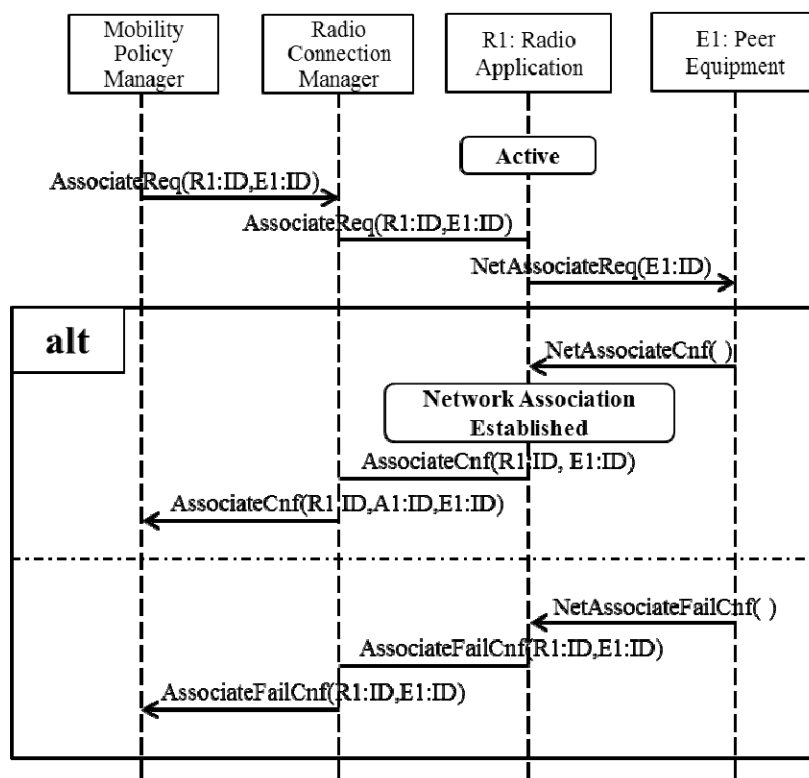 Mobility
Policy
Manager
Radio
Connection
Manager
R1: Radio
Application
E1: Peer
Equipment
Active
AssociateReq(R1:ID,E1:ID)
AssociateReq(R1:ID,E1:ID)
NetAssociateReq(E1:ID)
alt
NetAssociateCnf( )
Network Association
Established
AssociateCnf(R1:ID, E1:ID)
AssociateCnf(R1 ID,A1:ID,E1:ID)
NetAssociateFailCnf( )
AssociateFailCnf(R1:ID,E1:ID)
AssociateFailCnf(R1:ID,E1:ID)